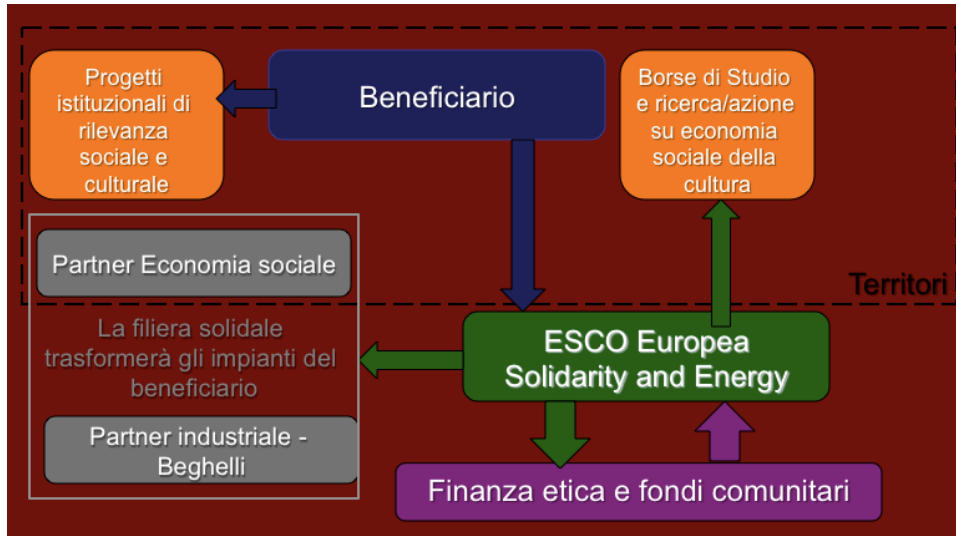 Progetti
istituzionali di
rilevanza
sociale e
culturale
Beneficiario
Borse di Studio
e ricerca/azione
su economia
sociale della
cultura
Partner Economia sociale
Territori
La filiera solidale
trasformerà gli impianti del
beneficiario
ESCO Europea
Solidarity and Energy
Partner industriale -
Beghelli
Finanza etica e fondi comunitari